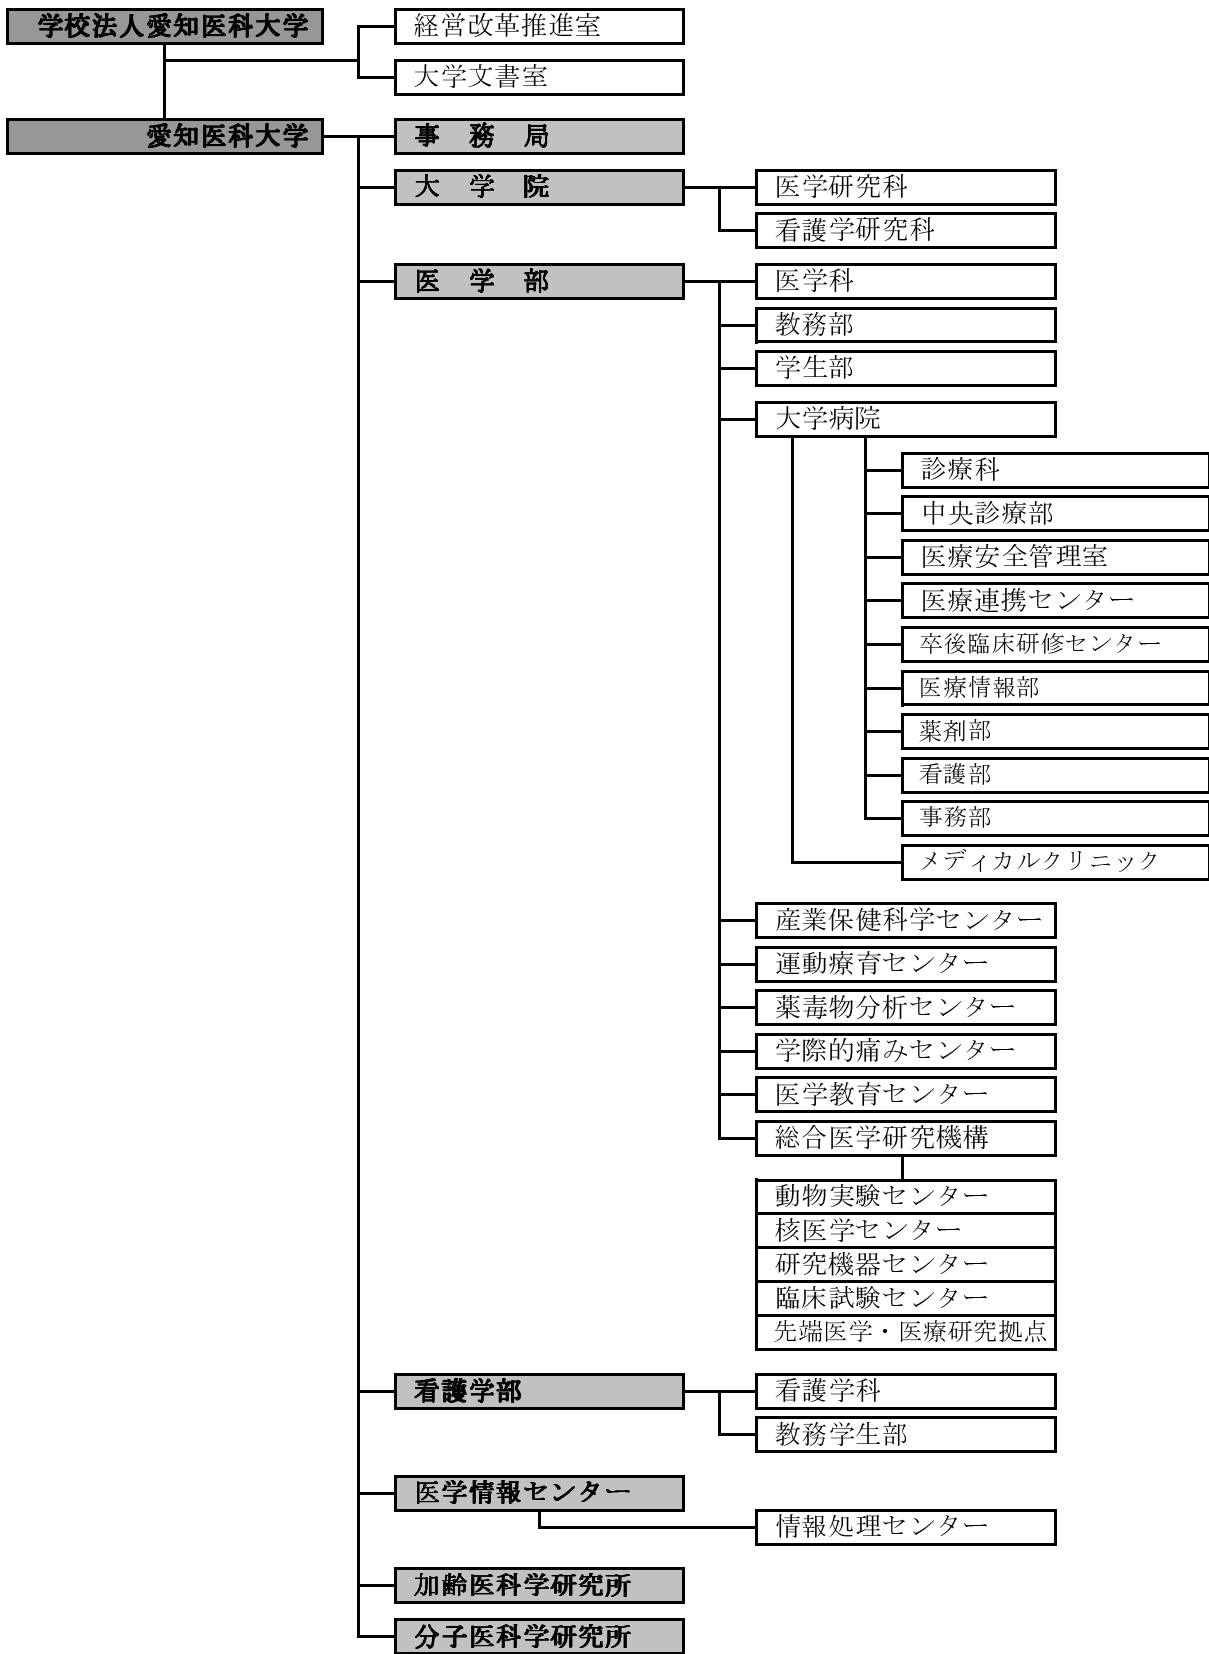 学校法人愛知医科大学
経営改革推進室
大学文書室
愛知医科大学
事　務　局
大　学　院
医学研究科
看護学研究科
医　学　部
医学科
教務部
学生部
大学病院
診療科
中央診療部
医療安全管理室
医療連携センター
卒後臨床研修センター
医療情報部
薬剤部
看護部
事務部
メディカルクリニック
産業保健科学センター
運動療育センター
薬毒物分析センター
学際的痛みセンター
医学教育センター
総合医学研究機構
動物実験センター
核医学センター
研究機器センター
臨床試験センター
先端医学・医療研究拠点
看護学部
看護学科
教務学生部
医学情報センター
情報処理センター
加齢医科学研究所
分子医科学研究所